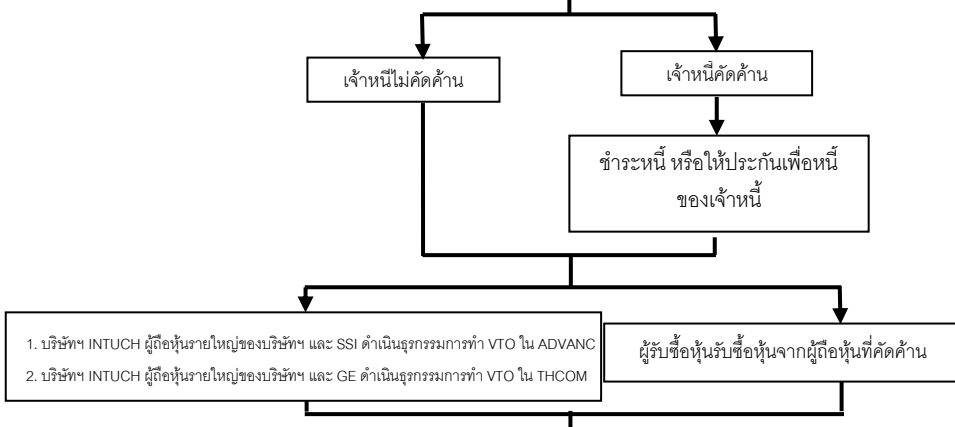 เจ้าหนี้ไม่คัดค้าน
เจ้าหนี้คัดค้าน
ชำระหนี้ หรือให้ประกันเพื่อหนี้
ของเจ้าหนี้
1. บริษัทฯ INTUCH ผู้ถือหุ้นรายใหญ่ของบริษัทฯ และ SSI ดำเนินธุรกรรมการทำ VTO ใน ADVANC
2. บริษัทฯ INTUCH ผู้ถือหุ้นรายใหญ่ของบริษัทฯ และ GE ดำเนินธุรกรรมการทำ VTO ใน THCOM
ผู้รับซื้อหุ้นรับซื้อหุ้นจากผู้ถือหุ้นที่คัดค้าน